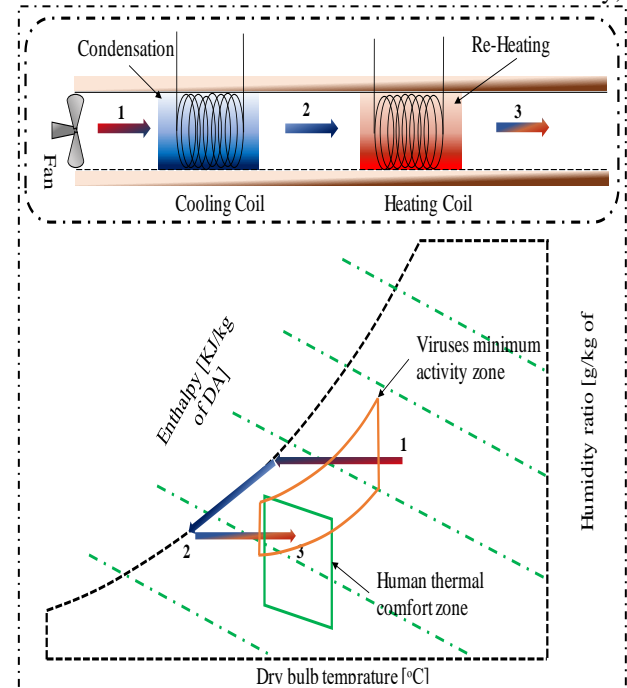 Condensation
Re-Heating
1
2
3
Fan
Cooling Coil
Heating Coil
Enthalpy [KJ/kg
of DA]
Viruses minimum
activity zone
1
Humidity ratio [g/kg of
2
3
Human thermal
comfort zone
Dry bulb temprature [°C]